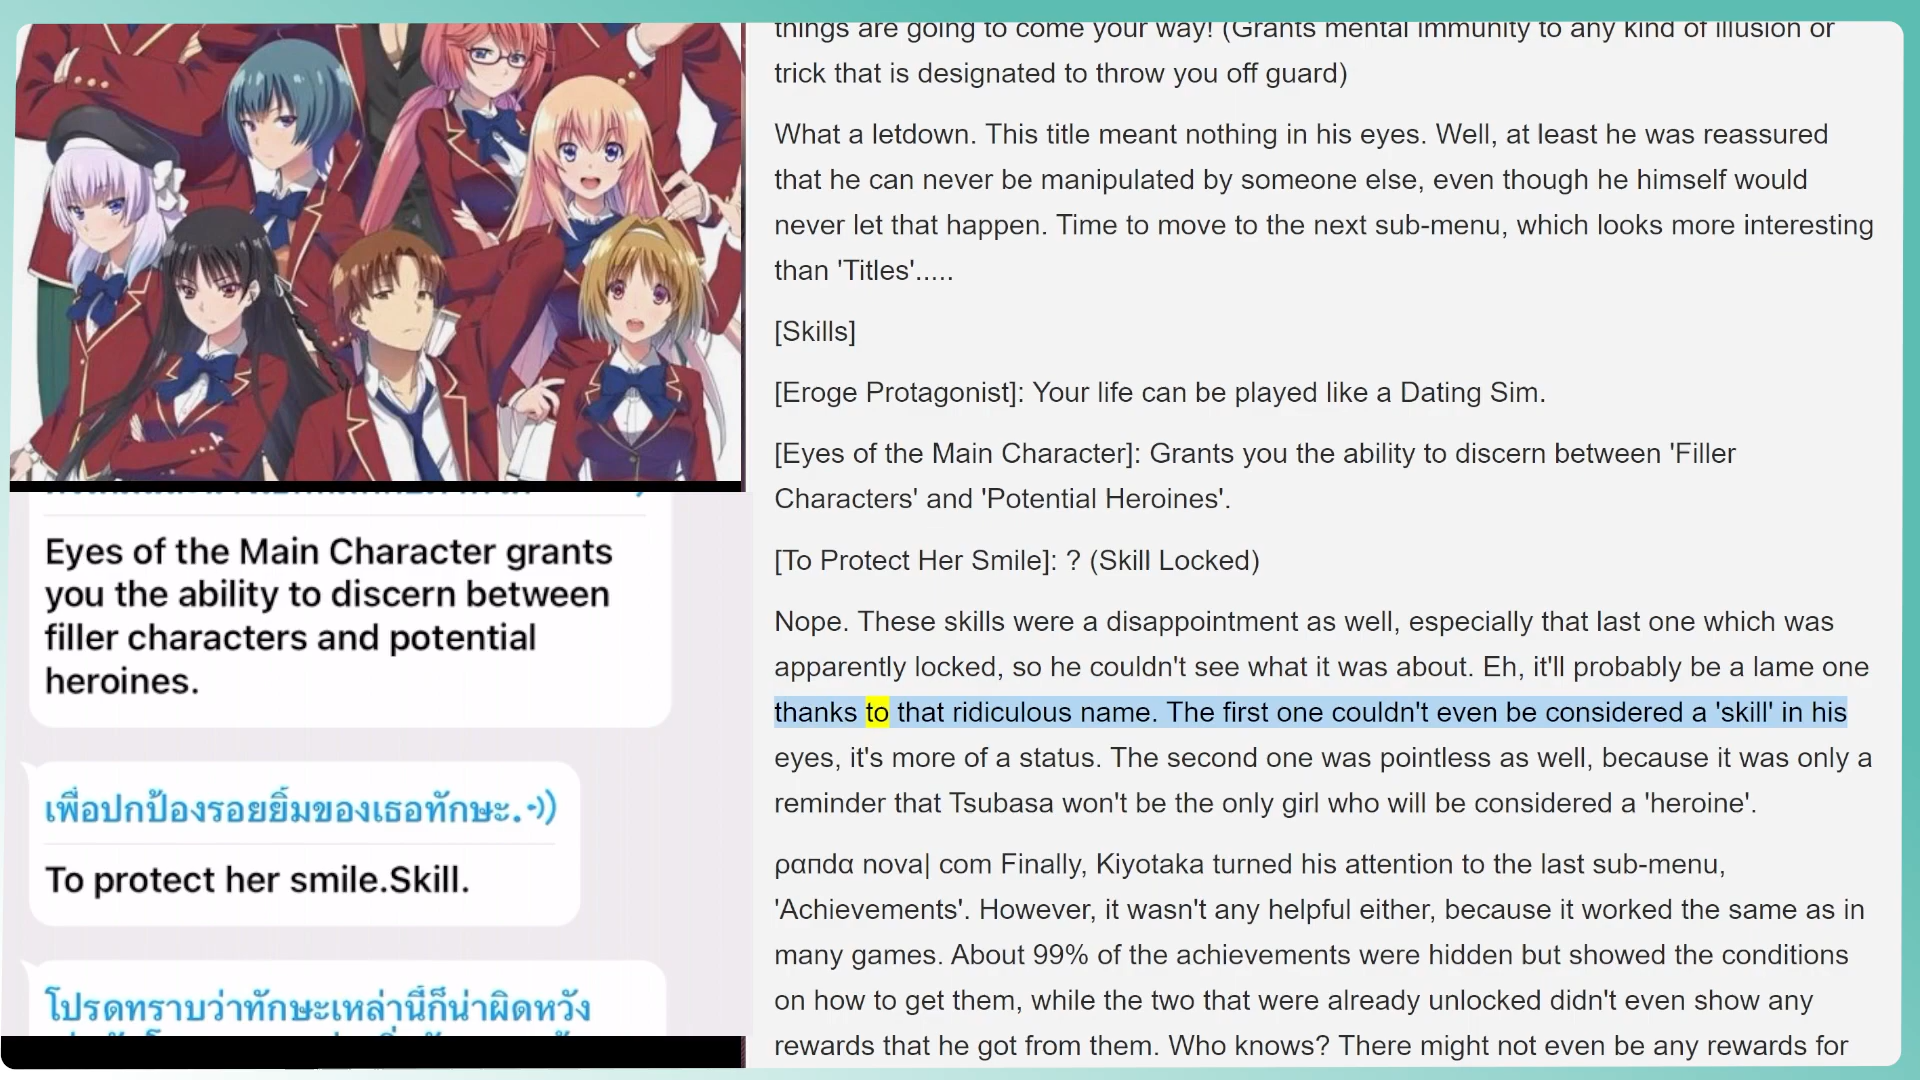 Eyes of the Main Character grants
you the ability to discern between
filler characters and potential
heroines.
เพื่อปกป้องรอยยิ้มของเธอทักษะ.
To protect her smile.Skill.
โปรดทราบว่าทักษะเหล่านี้ก็น่าผิดหวัง
things are going to come your way! (Grants mental immunity to any kind of illusion or
trick that is designated to throw you off guard)
What a letdown. This title meant nothing in his eyes. Well, at least he was reassured
that he can never be manipulated by someone else, even though he himself would
never let that happen. Time to move to the next sub-menu, which looks more interesting
than 'Titles'.....
[Skills]
[Eroge Protagonist]: Your life can be played like a Dating Sim.
[Eyes of the Main Character]: Grants you the ability to discern between 'Filler
Characters' and 'Potential Heroines'.
[To Protect Her Smile]: ? (Skill Locked)
Nope. These skills were a disappointment as well, especially that last one which was
apparently locked, so he couldn't see what it was about. Eh, it'll probably be a lame one
thanks to that ridiculous name. The first one couldn't even be considered a 'skill' in his
eyes, it's more of a status. The second one was pointless as well, because it was only a
reminder that Tsubasa won't be the only girl who will be considered a 'heroine'.
ραпdα nova| com Finally, Kiyotaka turned his attention to the last sub-menu,
'Achievements'. However, it wasn't any helpful either, because it worked the same as in
many games. About 99% of the achievements were hidden but showed the conditions
on how to get them, while the two that were already unlocked didn't even show any
rewards that he got from them. Who knows? There might not even be any rewards for